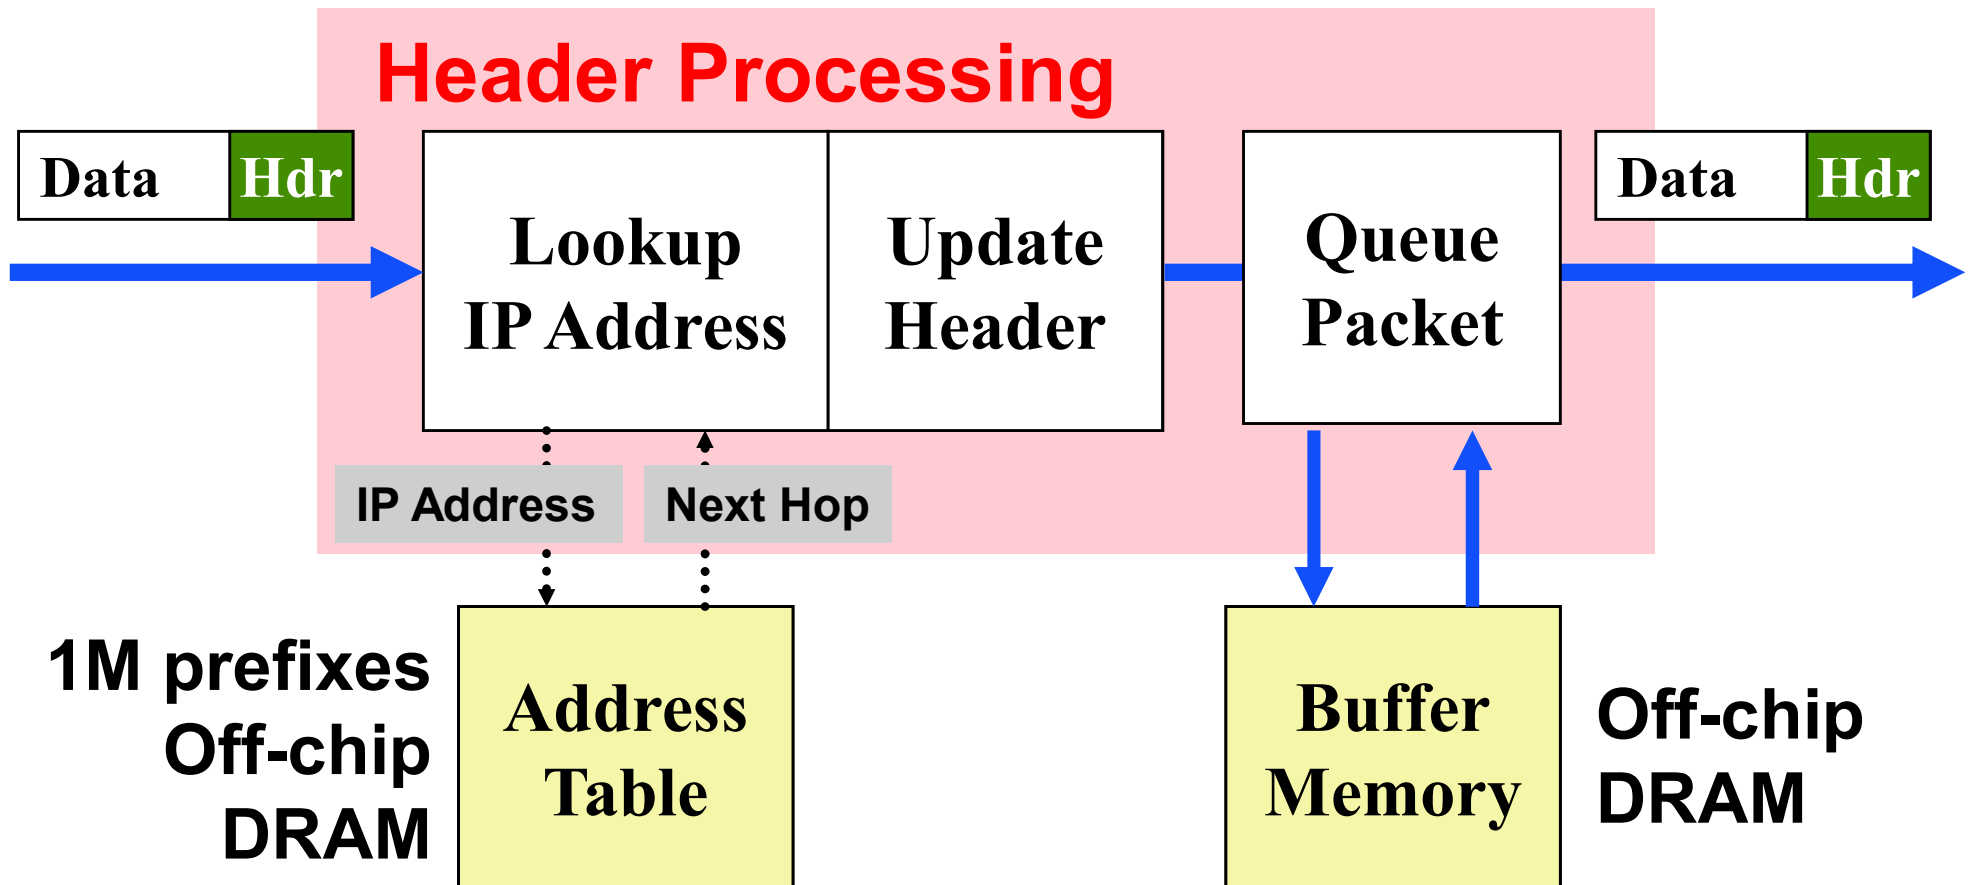 Header Processing
Data Hdr
Lookup
IP Address
Update
Header
Queue
Packet
Data Hdr
IP Address
Next Hop
1M prefixes
Off-chip
DRAM
Address
Table
Buffer
Memory
Off-chip
DRAM